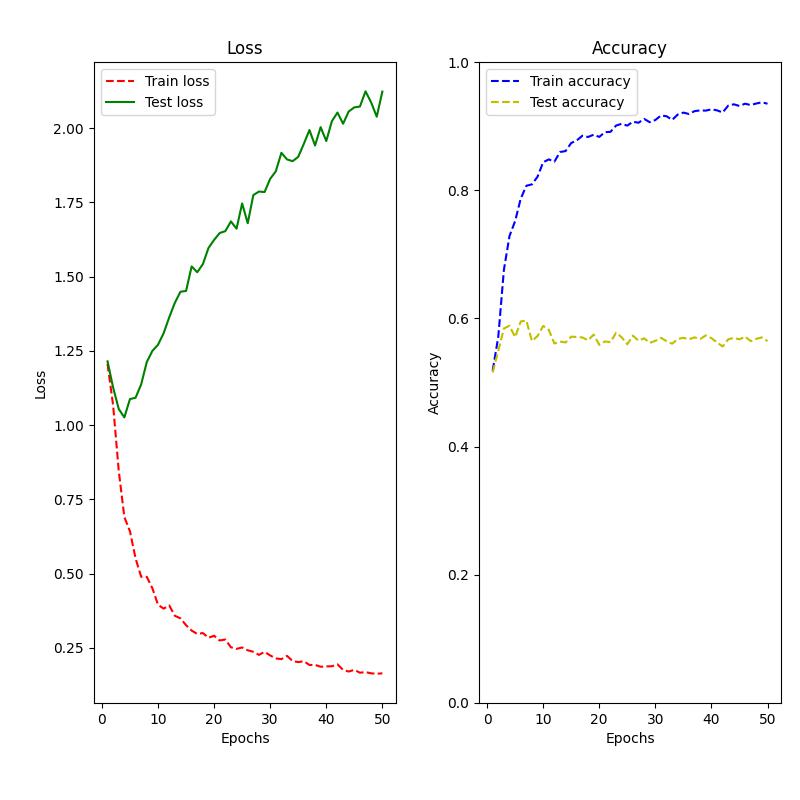 Loss
Train loss
Test loss
2.00
1.75
1.50
1.25
1.00
0.75
0.50
0.25
0 10 20 30 40 50
Loss
Epochs
Accuracy
Train accuracy
Test accuracy
1.0
0.8
0.6
0.4
0.2
0.0
0 10 20 30 40 50
Accuracy
Epochs